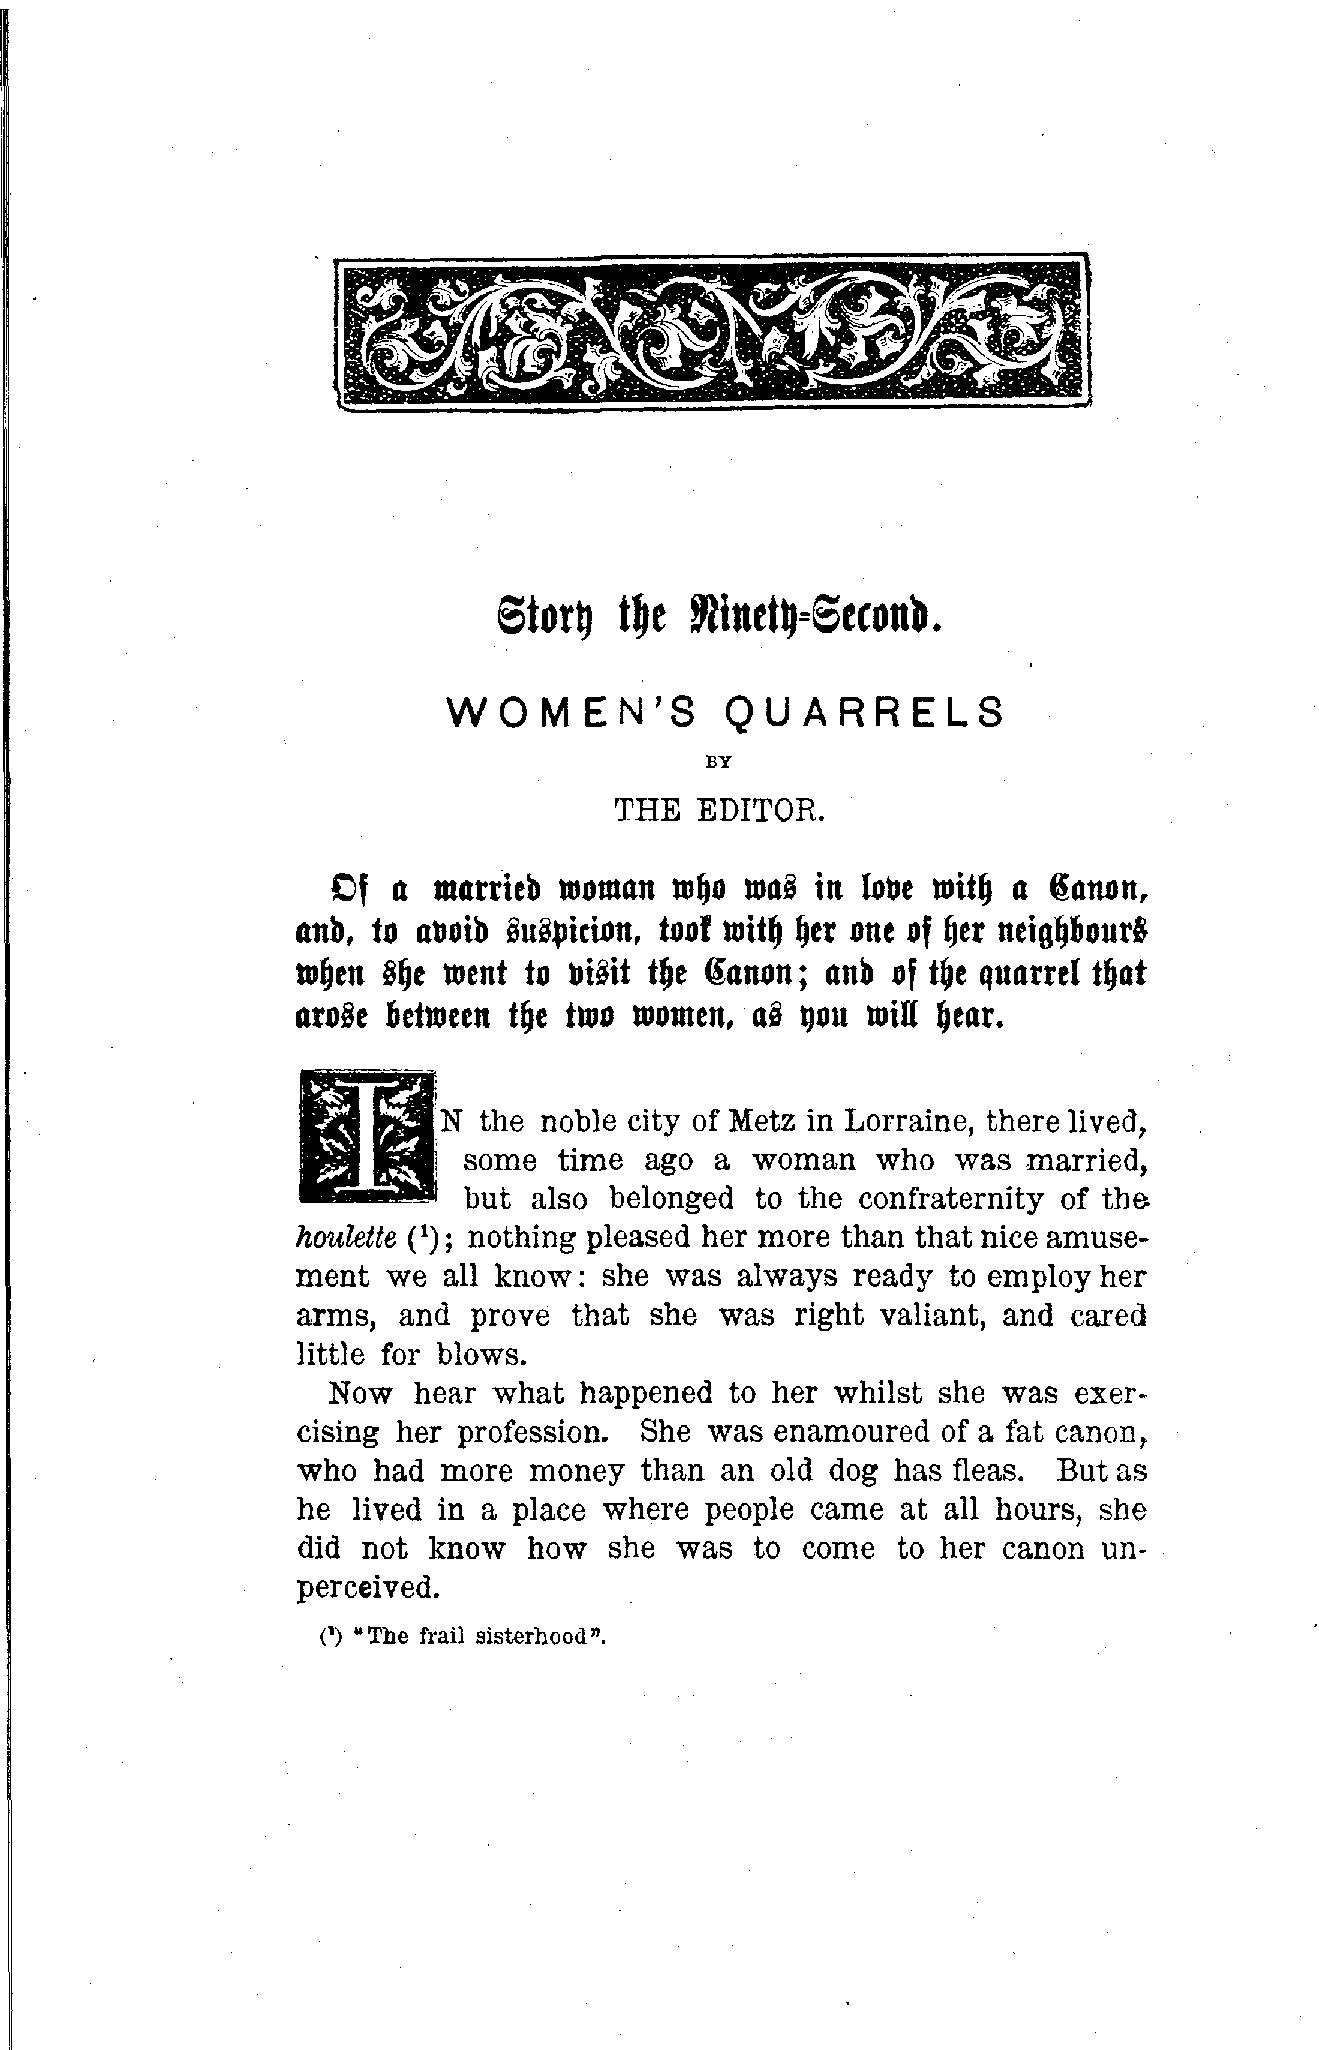 Story the Ninety-Second.
WOMEN'S QUARRELS
BY
THE EDITOR.
Of a married woman who was in love with a Canon,
and, to avoid suspicion, took with her one of her neighbours
when she went to visit the Canon; and of the quarrel that
arose between the two women, as you will hear.
IN the noble city of Metz in Lorraine, there lived,
some time ago a woman who was married,
but also belonged to the confraternity of the
houlette (¹); nothing pleased her more than that nice amuse-
ment we all know: she was always ready to employ her
arms, and prove that she was right valiant, and cared
little for blows.
Now hear what happened to her whilst she was exer-
cising her profession. She was enamoured of a fat canon,
who had more money than an old dog has fleas. But as
he lived in a place where people came at all hours, she
did not know how she was to come to her canon un-
perceived.
(¹) "The frail sisterhood".